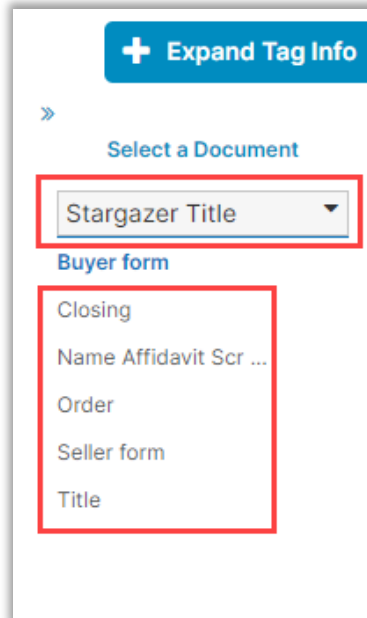 Expand Tag Info
Select a Document
Stargazer Title
Buyer form
Closing
Name Affidavit Scr ...
Order
Seller form
Title